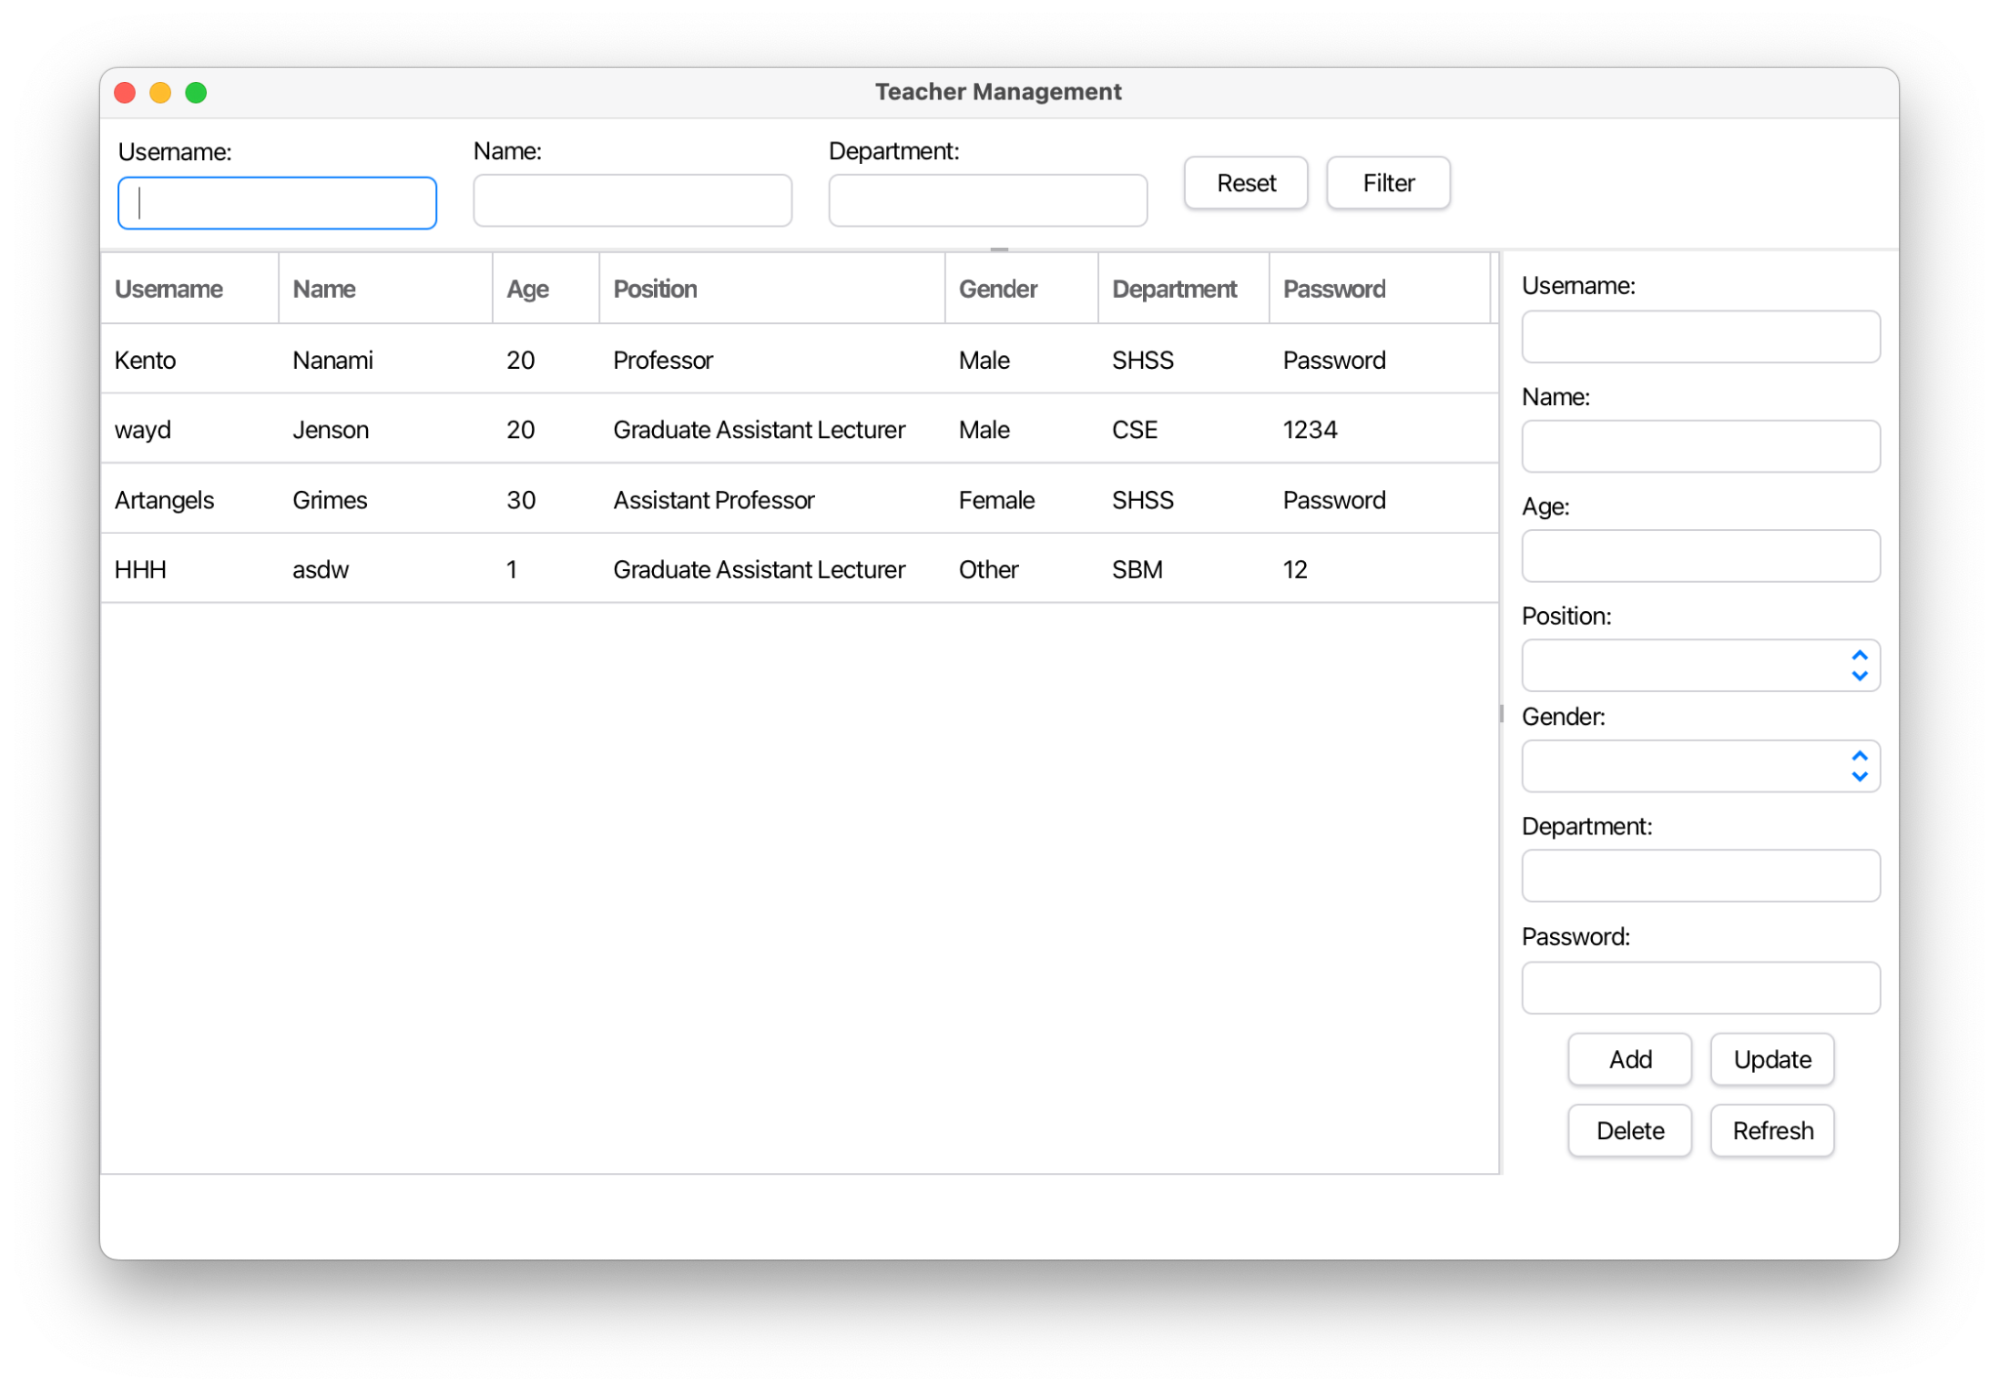 Teacher Management
Username: Name: Department:
Reset Filter
Username Name Age Position Gender Department Password
Kento Nanami 20 Professor Male SHSS Password
wayd Jenson 20 Graduate Assistant Lecturer Male CSE 1234
Artangels Grimes 30 Assistant Professor Female SHSS Password
HHH asdw 1 Graduate Assistant Lecturer Other SBM 12
Username:
Name:
Age:
Position:
Gender:
Department:
Password:
Add Update
Delete Refresh